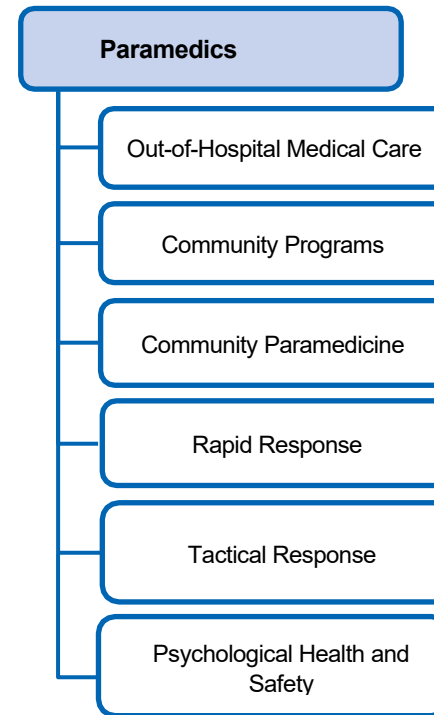 Paramedics
Out-of-Hospital Medical Care
Community Programs
Community Paramedicine
Rapid Response
Tactical Response
Psychological Health and
Safety